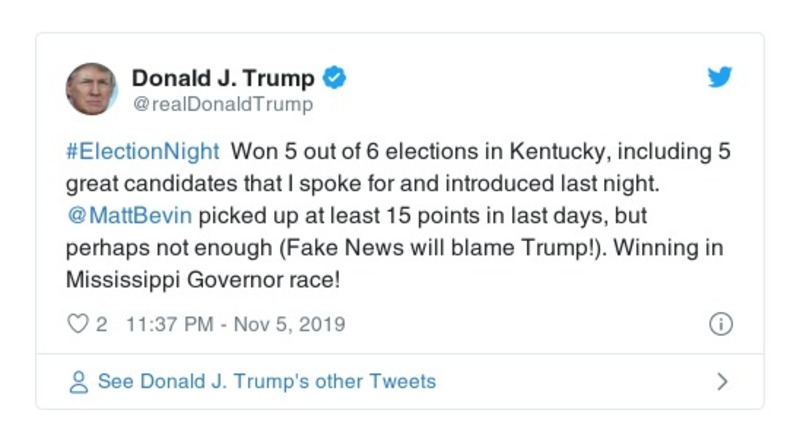 Donald J. Trump
@realDonaldTrump
#ElectionNight Won 5 out of 6 elections in Kentucky, including 5
great candidates that I spoke for and introduced last night.
@MattBevin picked up at least 15 points in last days, but
perhaps not enough (Fake News will blame Trump!). Winning in
Mississippi Governor race!
2 11:37 PM - Nov 5, 2019
See Donald J. Trump's other Tweets